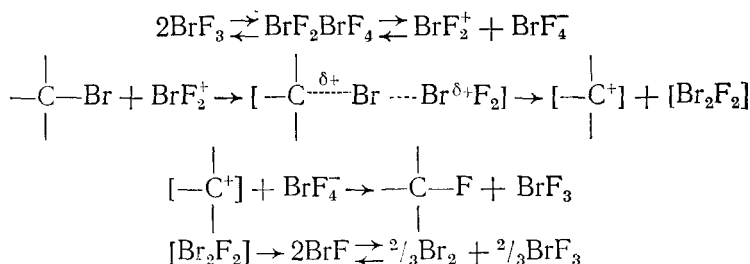 2BrF₃ ⇄ BrF₂BrF₄ ⇄ BrF₂⁺ + BrF₄⁻
—C—Br + BrF₂⁺ → [—C^δ+ ----- Br ---- Br^δ+F₂] → [—C⁺] + [Br₂F₂]
[—C⁺] + BrF₄⁻ → —C—F + BrF₃
[Br₂F₂] → 2BrF ⇄ ²/₃Br₂ + ²/₃BrF₃